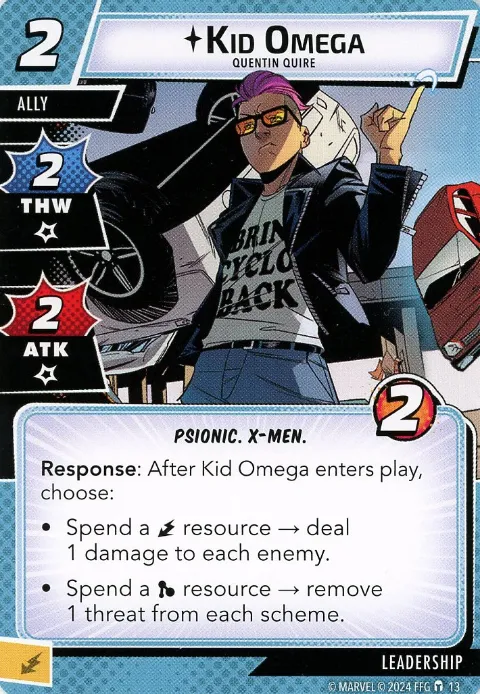 2
KID OMEGA
QUENTIN QUIRE
ALLY
2
THW
2
ATK
BRIN
CYCLO
BACK
2
PSIONIC. X-MEN.
Response: After Kid Omega enters play,
choose:
• Spend a resource → deal
1 damage to each enemy.
• Spend a resource → remove
1 threat from each scheme.
LEADERSHIP
© MARVEL © 2024 FFG 13